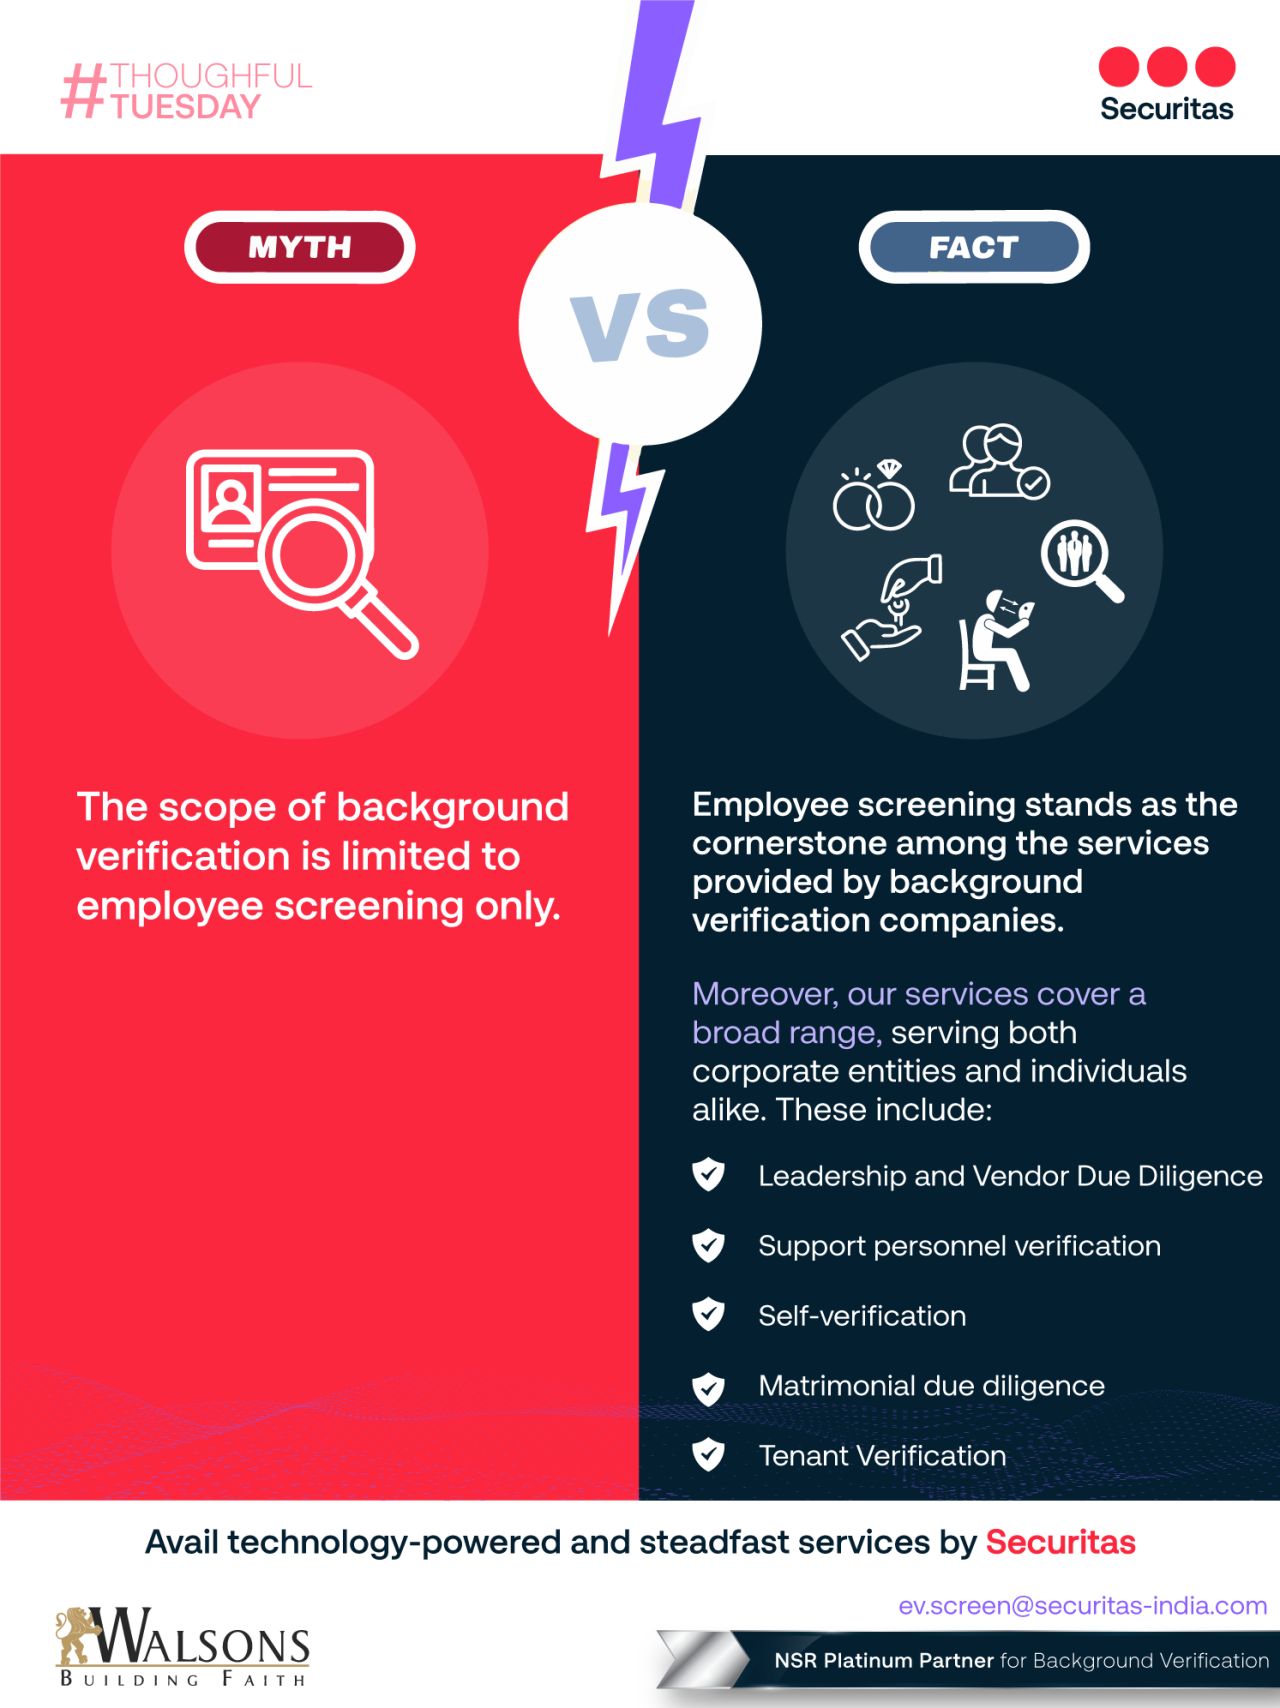 #THOUGHFUL
TUESDAY
Securitas
MYTH
VS
FACT
The scope of background
verification is limited to
employee screening only.
Employee screening stands as the
cornerstone among the services
provided by background
verification companies.
Moreover, our services cover a
broad range, serving both
corporate entities and individuals
alike. These include:
Leadership and Vendor Due Diligence
Support personnel verification
Self-verification
Matrimonial due diligence
Tenant Verification
Avail technology-powered and steadfast services by Securitas
ev.screen@securitas-india.com
WALSONS
BUILDING FAITH
NSR Platinum Partner for Background Verification